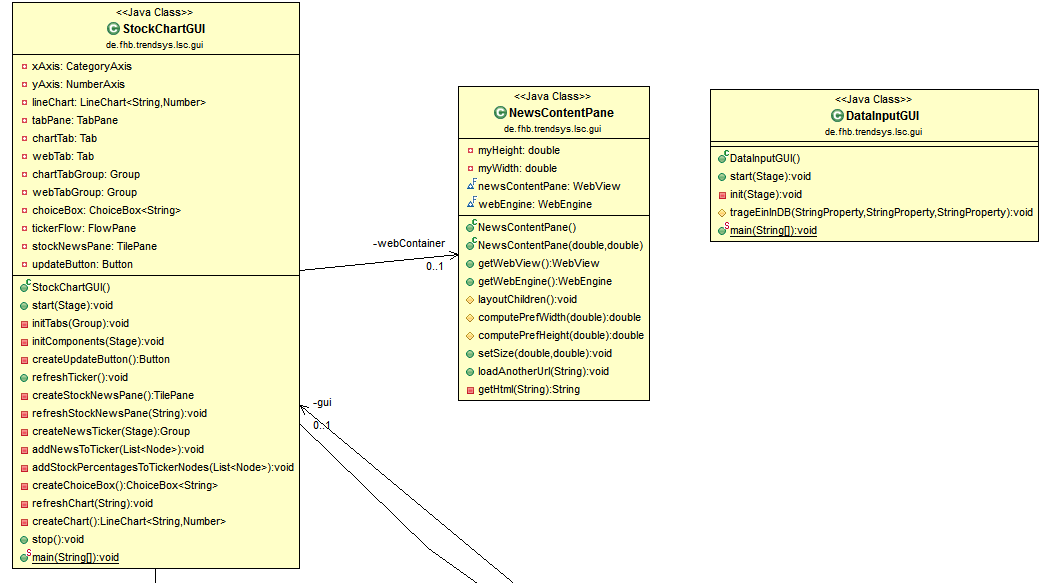 <<Java Class>>
StockChartGUI
de.fhb.trendsys.lsc.gui
xAxis: CategoryAxis
yAxis: NumberAxis
lineChart: LineChart<String,Number>
tabPane: TabPane
chartTab: Tab
webTab: Tab
chartTabGroup: Group
webTabGroup: Group
choiceBox: ChoiceBox<String>
tickerFlow: FlowPane
stockNewsPane: TilePane
updateButton: Button
StockChartGUI()
start(Stage):void
initTabs(Group):void
initComponents(Stage):void
createUpdateButton():Button
refreshTicker():void
createStockNewsPane():TilePane
refreshStockNewsPane(String):void
createNewsTicker(Stage):Group
addNewsToTicker(List<Node>):void
addStockPercentagesToTickerNodes(List<Node>):void
createChoiceBox():ChoiceBox<String>
refreshChart(String):void
createChart():LineChart<String,Number>
stop():void
main(String[]):void
-webContainer
0..1
-gui
0..1
<<Java Class>>
NewsContentPane
de.fhb.trendsys.lsc.gui
myHeight: double
myWidth: double
newsContentPane: WebView
webEngine: WebEngine
NewsContentPane()
NewsContentPane(double,double)
getWebView():WebView
getWebEngine():WebEngine
layoutChildren():void
computePrefWidth(double):double
computePrefHeight(double):double
setSize(double,double):void
loadAnotherUrl(String):void
getHtml(String):String
<<Java Class>>
DataInputGUI
de.fhb.trendsys.lsc.gui
DataInputGUI()
start(Stage):void
init(Stage):void
trageEinInDB(StringProperty,StringProperty,StringProperty):void
main(String[]):void